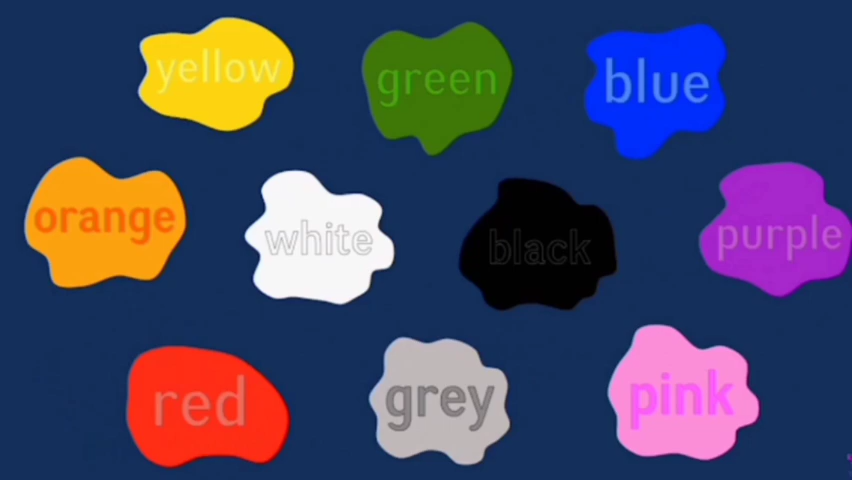 yellow
green
blue
orange
white
black
purple
red
grey
pink